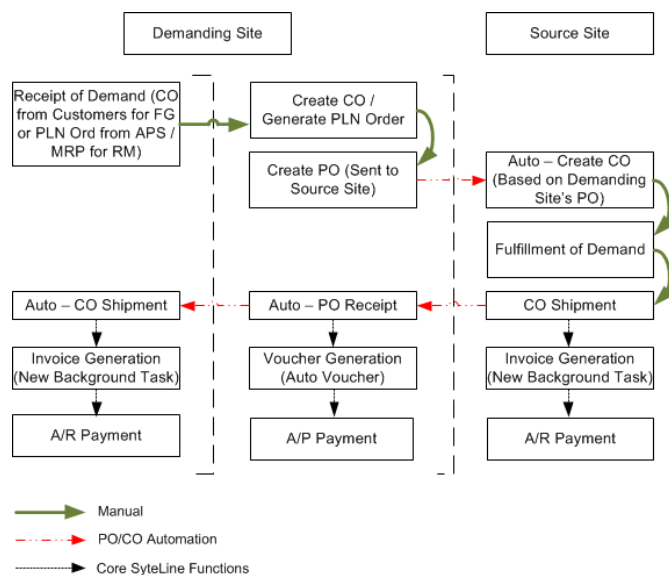 Demanding Site
Source Site
Receipt of Demand (CO
from Customers for FG
or PLN Ord from APS /
MRP for RM)
Create CO /
Generate PLN Order
Create PO (Sent to
Source Site)
Auto – Create CO
(Based on Demanding
Site's PO)
Fulfillment of Demand
Auto – CO Shipment
Auto – PO Receipt
CO Shipment
Invoice Generation
(New Background Task)
Voucher Generation
(Auto Voucher)
Invoice Generation
(New Background Task)
A/R Payment
A/P Payment
A/R Payment
Manual
PO/CO Automation
Core SyteLine Functions